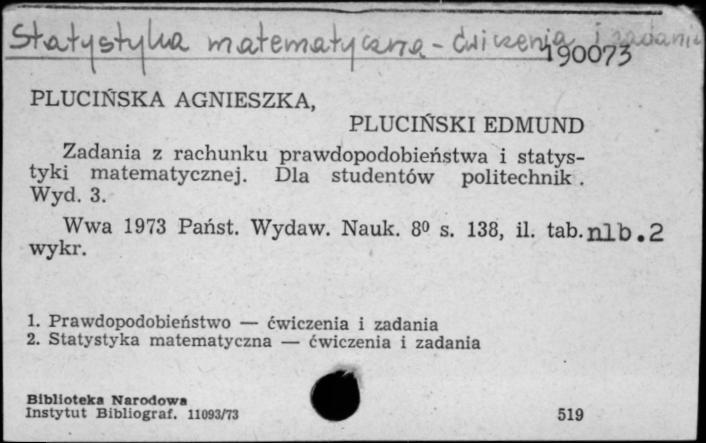 Statystyka matematyczna - ćwiczenia i zadania
190073
PLUCIŃSKA AGNIESZKA,
PLUCIŃSKI EDMUND
Zadania z rachunku prawdopodobieństwa i statys-
tyki matematycznej. Dla studentów politechnik.
Wyd. 3.
Wwa 1973 Państ. Wydaw. Nauk. 8⁰ s. 138, il. tab. nlb.2
wykr.
1. Prawdopodobieństwo — ćwiczenia i zadania
2. Statystyka matematyczna — ćwiczenia i zadania
Biblioteka Narodowa
Instytut Bibliograf. 11093/73 519